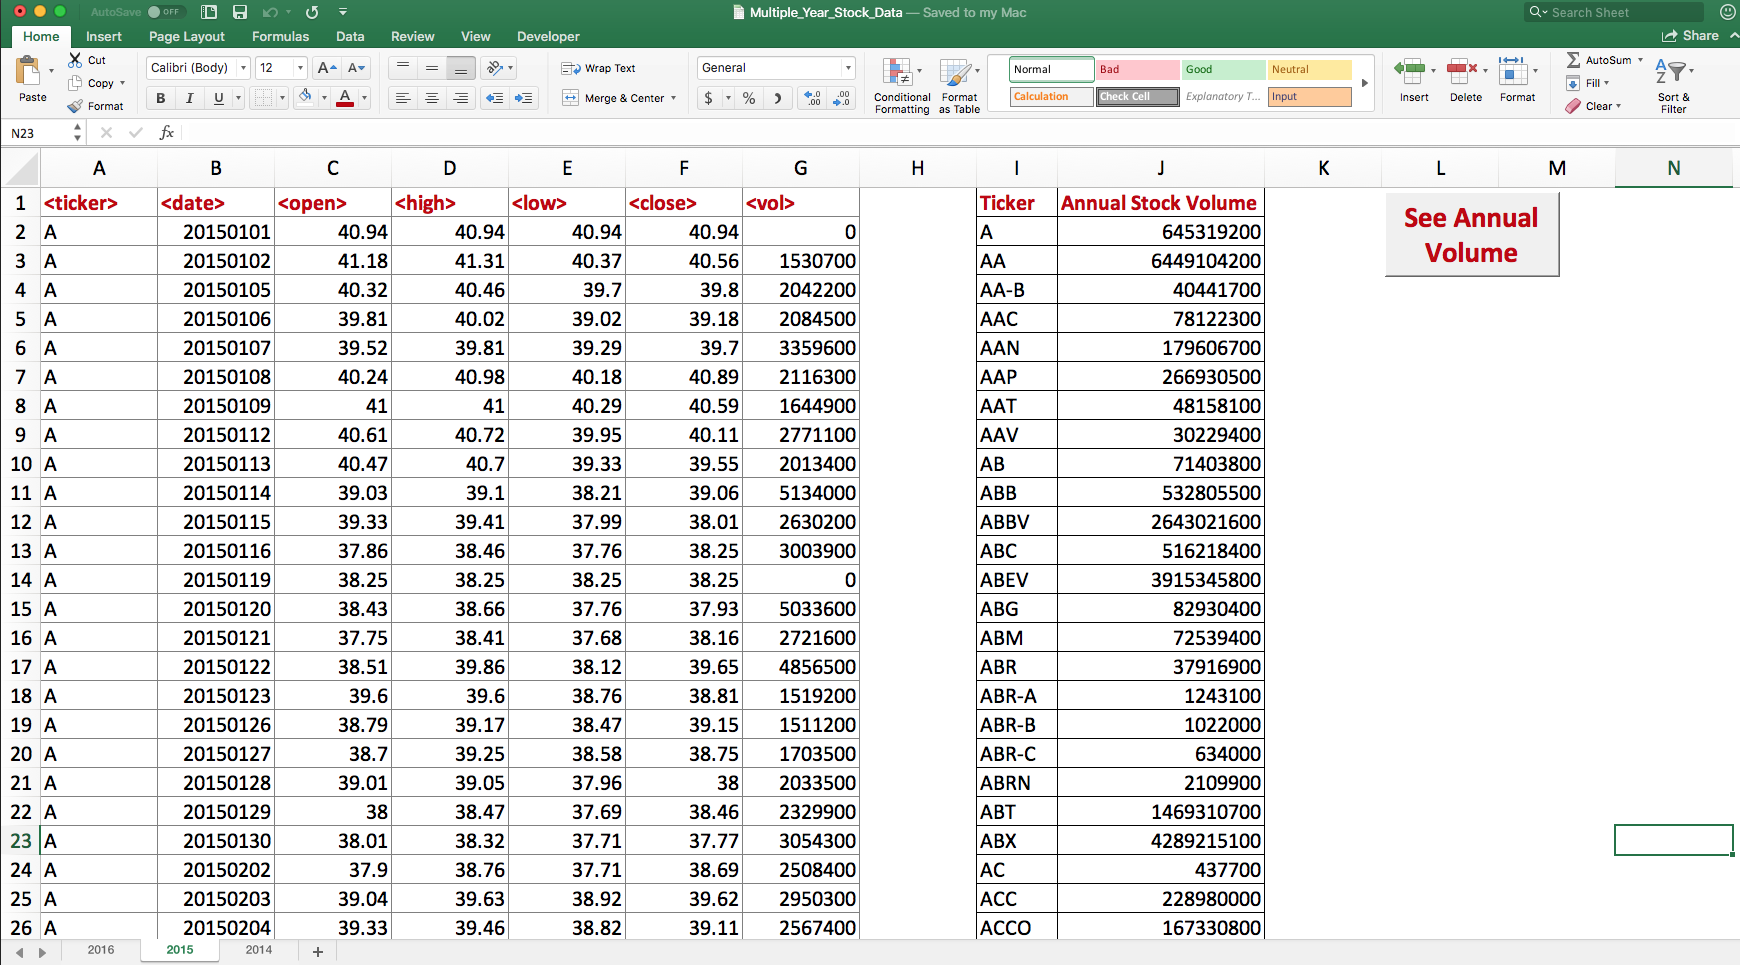 AutoSave OFF Multiple_Year_Stock_Data — Saved to my Mac Search Sheet
Home Insert Page Layout Formulas Data Review View Developer Share
Paste Cut Copy Format
Calibri (Body) 12 A A
B I U A
Wrap Text
Merge & Center
General
$ % )
Conditional Formatting
Format as Table
Normal Bad Good Neutral
Calculation Check Cell Explanatory T... Input
Insert Delete Format
AutoSum
Fill
Clear
Sort & Filter
N23 fx
A B C D E F G H I J K L M N
1 <ticker> <date> <open> <high> <low> <close> <vol> Ticker Annual Stock Volume
See Annual
Volume
2 A 20150101 40.94 40.94 40.94 40.94 0 A 645319200
3 A 20150102 41.18 41.31 40.37 40.56 1530700 AA 6449104200
4 A 20150105 40.32 40.46 39.7 39.8 2042200 AA-B 40441700
5 A 20150106 39.81 40.02 39.02 39.18 2084500 AAC 78122300
6 A 20150107 39.52 39.81 39.29 39.7 3359600 AAN 179606700
7 A 20150108 40.24 40.98 40.18 40.89 2116300 AAP 266930500
8 A 20150109 41 41 40.29 40.59 1644900 AAT 48158100
9 A 20150112 40.61 40.72 39.95 40.11 2771100 AAV 30229400
10 A 20150113 40.47 40.7 39.33 39.55 2013400 AB 71403800
11 A 20150114 39.03 39.1 38.21 39.06 5134000 ABB 532805500
12 A 20150115 39.33 39.41 37.99 38.01 2630200 ABBV 2643021600
13 A 20150116 37.86 38.46 37.76 38.25 3003900 ABC 516218400
14 A 20150119 38.25 38.25 38.25 38.25 0 ABEV 3915345800
15 A 20150120 38.43 38.66 37.76 37.93 5033600 ABG 82930400
16 A 20150121 37.75 38.41 37.68 38.16 2721600 ABM 72539400
17 A 20150122 38.51 39.86 38.12 39.65 4856500 ABR 37916900
18 A 20150123 39.6 39.6 38.76 38.81 1519200 ABR-A 1243100
19 A 20150126 38.79 39.17 38.47 39.15 1511200 ABR-B 1022000
20 A 20150127 38.7 39.25 38.58 38.75 1703500 ABR-C 634000
21 A 20150128 39.01 39.05 37.96 38 2033500 ABRN 2109900
22 A 20150129 38 38.47 37.69 38.46 2329900 ABT 1469310700
23 A 20150130 38.01 38.32 37.71 37.77 3054300 ABX 4289215100
24 A 20150202 37.9 38.76 37.71 38.69 2508400 AC 437700
25 A 20150203 39.04 39.63 38.92 39.62 2950300 ACC 228980000
26 A 20150204 39.33 39.46 38.82 39.11 2567400 ACCO 167330800
2016 2015 2014 +